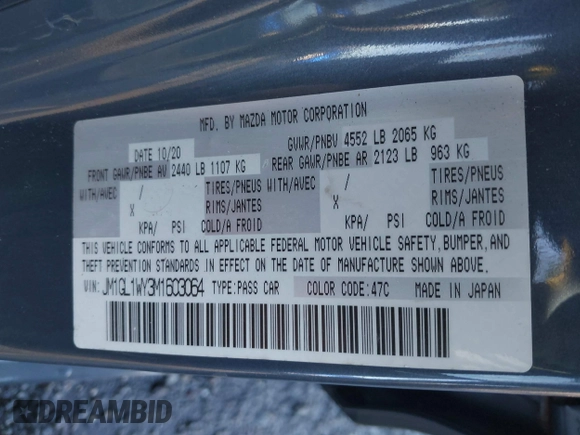 MFD. BY MAZDA MOTOR CORPORATION
DATE 10/20 GVWR/PNBV 4552 LB 2065 KG
FRONT GAWR/PNBE AV 2440 LB 1107 KG REAR GAWR/PNBE AR 2123 LB 963 KG
WITH/AVEC / TIRES/PNEUS WITH/AVEC / TIRES/PNEUS
X RIMS/JANTES X RIMS/JANTES
KPA/ PSI COLD/A FROID KPA/ PSI COLD/A FROID
THIS VEHICLE CONFORMS TO ALL APPLICABLE FEDERAL MOTOR VEHICLE SAFETY, BUMPER, AND
THEFT PREVENTION STANDARDS IN EFFECT ON THE DATE OF MANUFACTURE SHOWN ABOVE.
VIN: JM1GL1WY3M1603064 TYPE:PASS CAR COLOR CODE:47C MADE IN JAPAN
DREAMBID